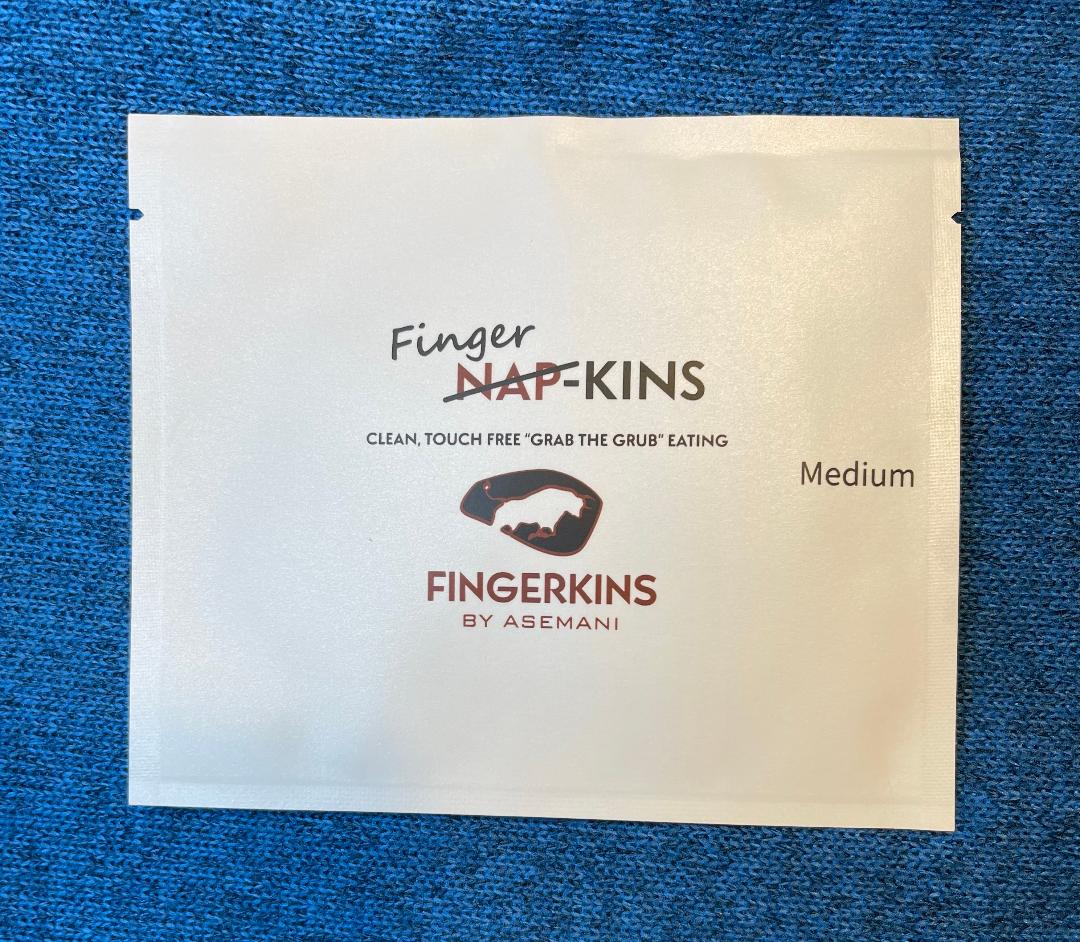 Finger
NAP-KINS
CLEAN, TOUCH FREE "GRAB THE GRUB" EATING
Medium
FINGERKINS
BY ASEMANI